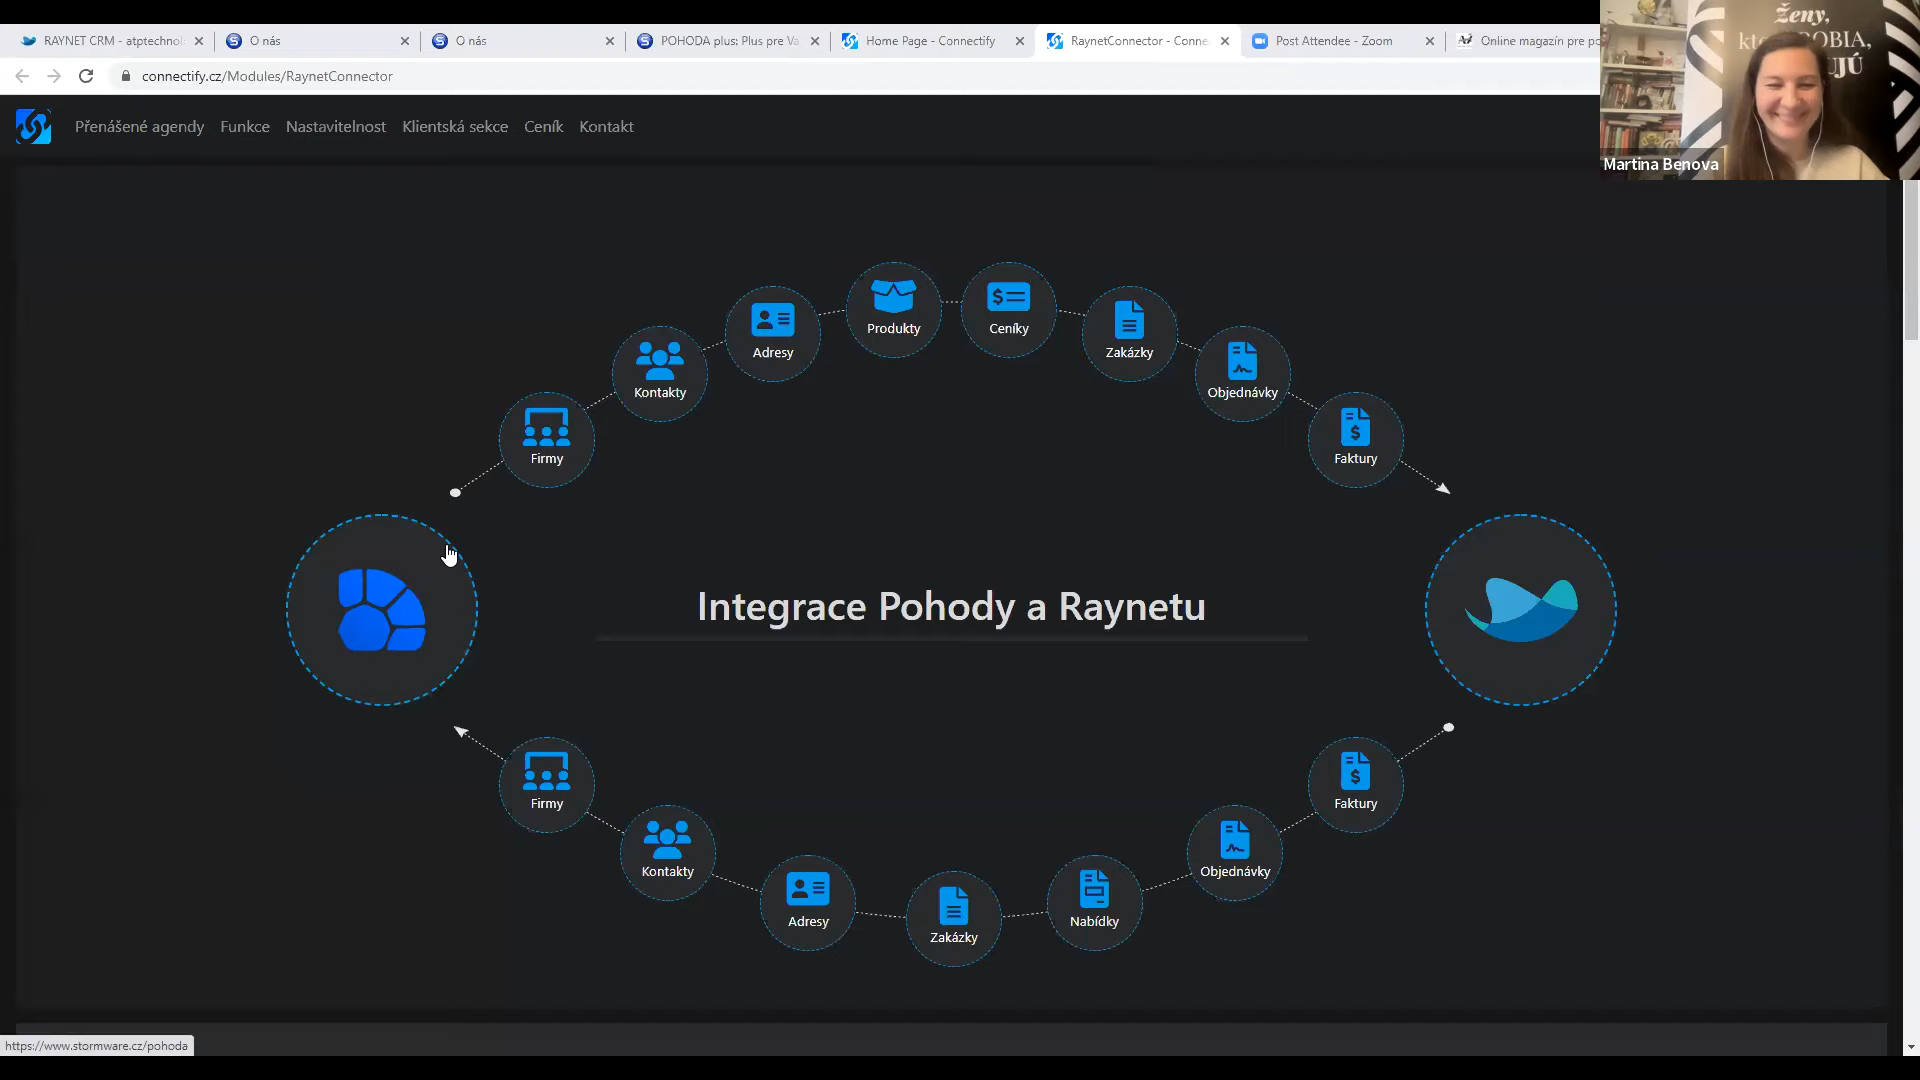 RAYNET CRM - atptechnol
O nás
O nás
POHODA plus: Plus pre Va
Home Page - Connectify
RaynetConnector - Conne
Post Attendee - Zoom
Online magazín pre po
connectify.cz/Modules/RaynetConnector
Přenášené agendy
Funkce
Nastavitelnost
Klientská sekce
Ceník
Kontakt
Ženy,
Martina Benova
Firmy
Kontakty
Adresy
Produkty
Ceníky
Zakázky
Objednávky
Faktury
Integrace Pohody a Raynetu
Firmy
Kontakty
Adresy
Zakázky
Nabídky
Objednávky
Faktury
https://www.stormware.cz/pohoda